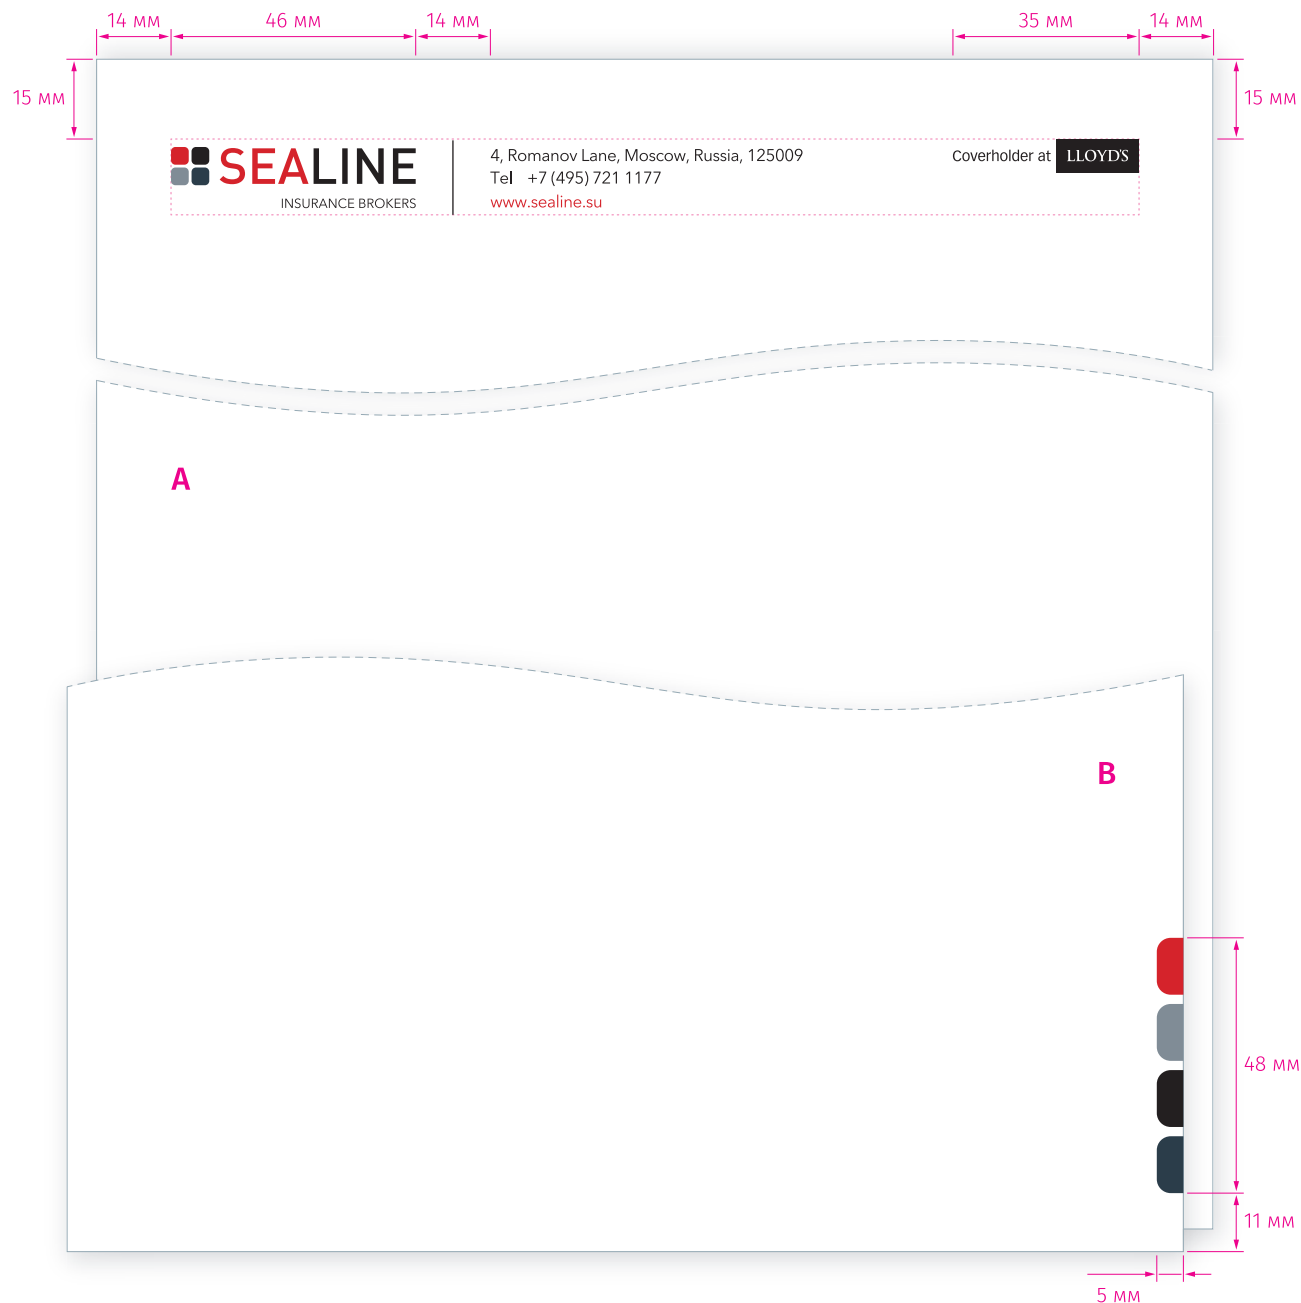 14 мм 46 мм 14 мм 35 мм 14 мм
15 мм 15 мм
SEALINE
INSURANCE BROKERS
4, Romanov Lane, Moscow, Russia, 125009
Tel +7 (495) 721 1177
www.sealine.su
Coverholder at LLOYD'S
A
B
48 мм
11 мм
5 мм